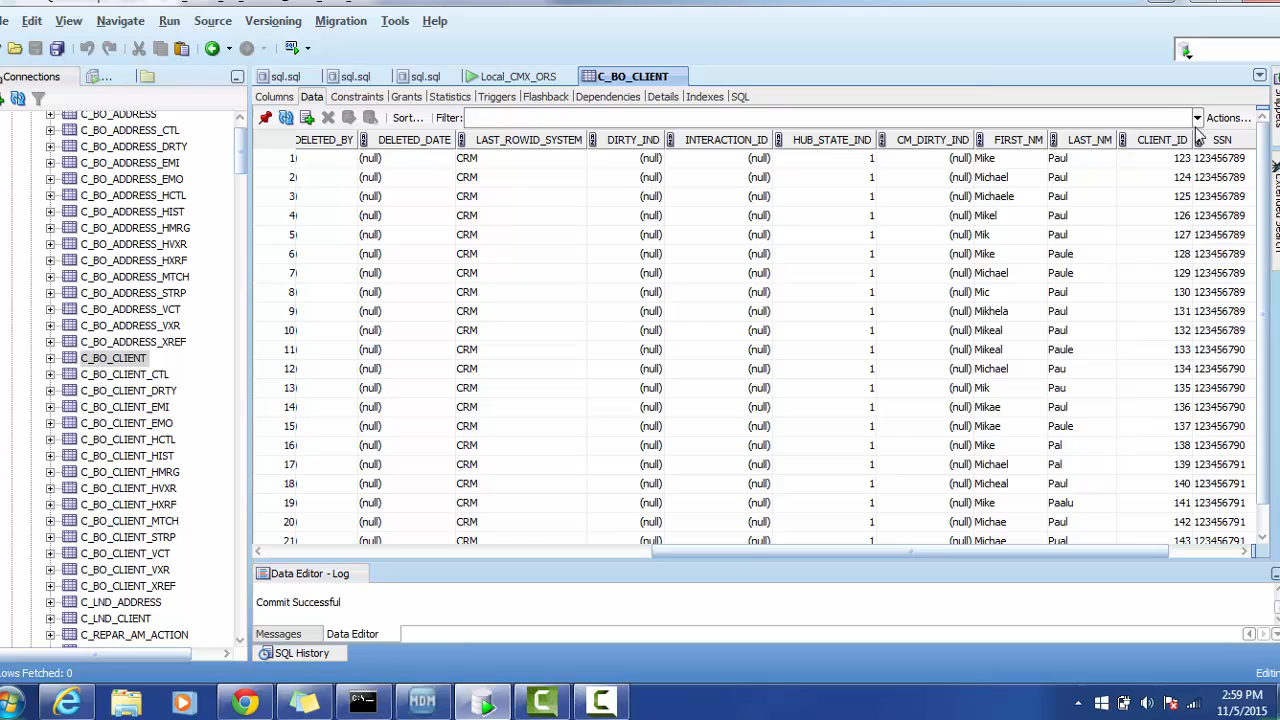 le Edit View Navigate Run Source Versioning Migration Tools Help
Connections ... sql.sql sql.sql sql.sql Local_CMX_ORS C_BO_CLIENT
Columns Data Constraints Grants Statistics Triggers Flashback Dependencies Details Indexes SQL
Sort... Filter: Actions...
DELETED_BY DELETED_DATE LAST_ROWID_SYSTEM DIRTY_IND INTERACTION_ID HUB_STATE_IND CM_DIRTY_IND FIRST_NM LAST_NM CLIENT_ID SSN
1 (null) CRM (null) (null) 1 (null) Mike Paul 123 123456789
2 (null) CRM (null) (null) 1 (null) Michael Paul 124 123456789
3 (null) CRM (null) (null) 1 (null) Michaele Paul 125 123456789
4 (null) CRM (null) (null) 1 (null) Mikel Paul 126 123456789
5 (null) CRM (null) (null) 1 (null) Mik Paul 127 123456789
6 (null) CRM (null) (null) 1 (null) Mike Paule 128 123456789
7 (null) CRM (null) (null) 1 (null) Michael Paule 129 123456789
8 (null) CRM (null) (null) 1 (null) Mic Paul 130 123456789
9 (null) CRM (null) (null) 1 (null) Mikhela Paul 131 123456789
10 (null) CRM (null) (null) 1 (null) Mikeal Paul 132 123456789
11 (null) CRM (null) (null) 1 (null) Mikeal Paule 133 123456790
12 (null) CRM (null) (null) 1 (null) Michael Pau 134 123456790
13 (null) CRM (null) (null) 1 (null) Mik Pau 135 123456790
14 (null) CRM (null) (null) 1 (null) Mikae Paul 136 123456790
15 (null) CRM (null) (null) 1 (null) Mikae Paule 137 123456790
16 (null) CRM (null) (null) 1 (null) Mike Pal 138 123456790
17 (null) CRM (null) (null) 1 (null) Michael Pal 139 123456791
18 (null) CRM (null) (null) 1 (null) Micheal Paul 140 123456791
19 (null) CRM (null) (null) 1 (null) Mike Paalu 141 123456791
20 (null) CRM (null) (null) 1 (null) Michae Paul 142 123456791
21 (null) CRM (null) (null) 1 (null) Michae Paul 143 123456791
C_BO_ADDRESS
C_BO_ADDRESS_CTL
C_BO_ADDRESS_DRTY
C_BO_ADDRESS_EMI
C_BO_ADDRESS_EMO
C_BO_ADDRESS_HCTL
C_BO_ADDRESS_HIST
C_BO_ADDRESS_HMRG
C_BO_ADDRESS_HVXR
C_BO_ADDRESS_HXRF
C_BO_ADDRESS_MTCH
C_BO_ADDRESS_STRP
C_BO_ADDRESS_VCT
C_BO_ADDRESS_VXR
C_BO_ADDRESS_XREF
C_BO_CLIENT
C_BO_CLIENT_CTL
C_BO_CLIENT_DRTY
C_BO_CLIENT_EMI
C_BO_CLIENT_EMO
C_BO_CLIENT_HCTL
C_BO_CLIENT_HIST
C_BO_CLIENT_HMRG
C_BO_CLIENT_HVXR
C_BO_CLIENT_HXRF
C_BO_CLIENT_MTCH
C_BO_CLIENT_STRP
C_BO_CLIENT_VCT
C_BO_CLIENT_VXR
C_BO_CLIENT_XREF
C_LND_ADDRESS
C_LND_CLIENT
C_REPAR_AM_ACTION
Data Editor - Log
Commit Successful
Messages Data Editor
SQL History
ows Fetched: 0 Editin
MDM
2:59 PM
11/5/2015